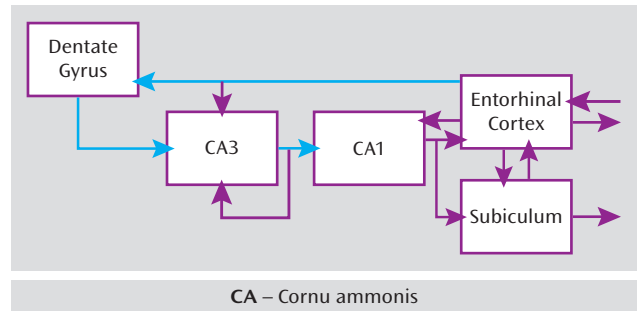 Dentate
Gyrus
Entorhinal
Cortex
CA3
CA1
Subiculum
CA – Cornu ammonis